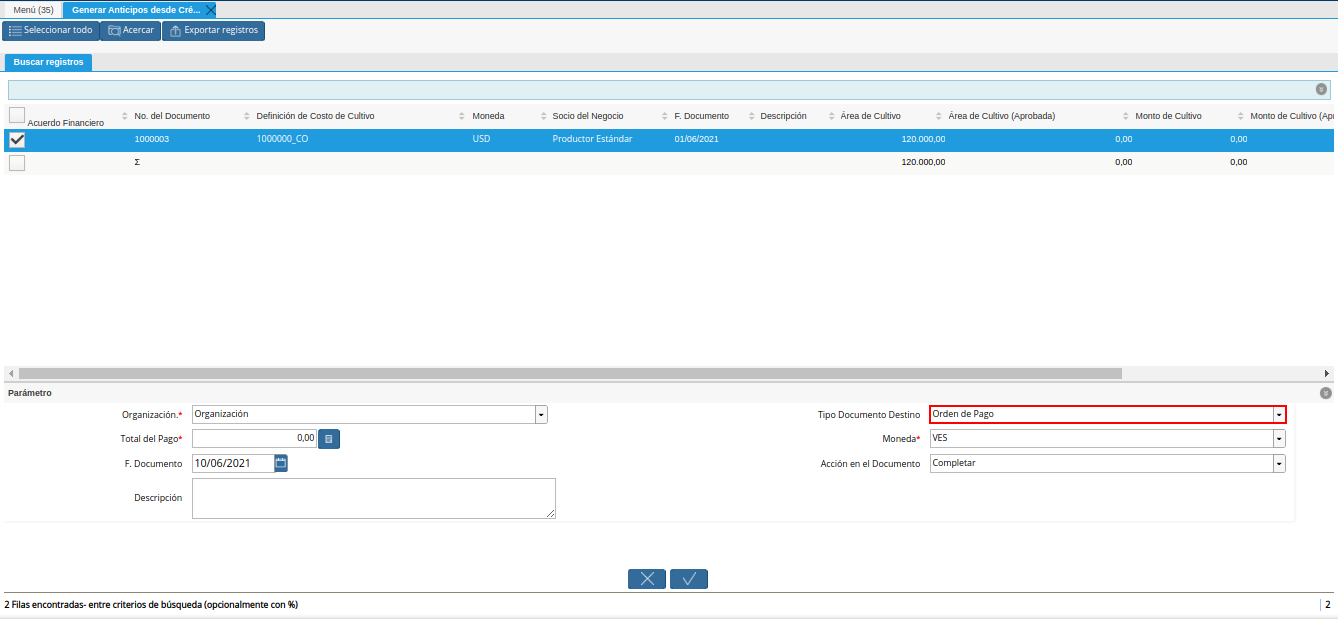 Menú (35) Generar Anticipos desde Cré...
Seleccionar todo Acercar Exportar registros
Buscar registros
Acuerdo Financiero No. del Documento Definición de Costo de Cultivo Moneda Socio del Negocio F. Documento Descripción Área de Cultivo Área de Cultivo (Aprobada) Monto de Cultivo Monto de Cultivo (Apr
1000003 1000000_CO USD Productor Estándar 01/06/2021 120.000,00 0,00 0,00
Σ 120.000,00 0,00 0,00
Parámetro
Organización.* Organización Tipo Documento Destino Orden de Pago
Total del Pago* 0,00 Moneda* VES
F. Documento 10/06/2021 Acción en el Documento Completar
Descripción
2 Filas encontradas- entre criterios de búsqueda (opcionalmente con %) 2